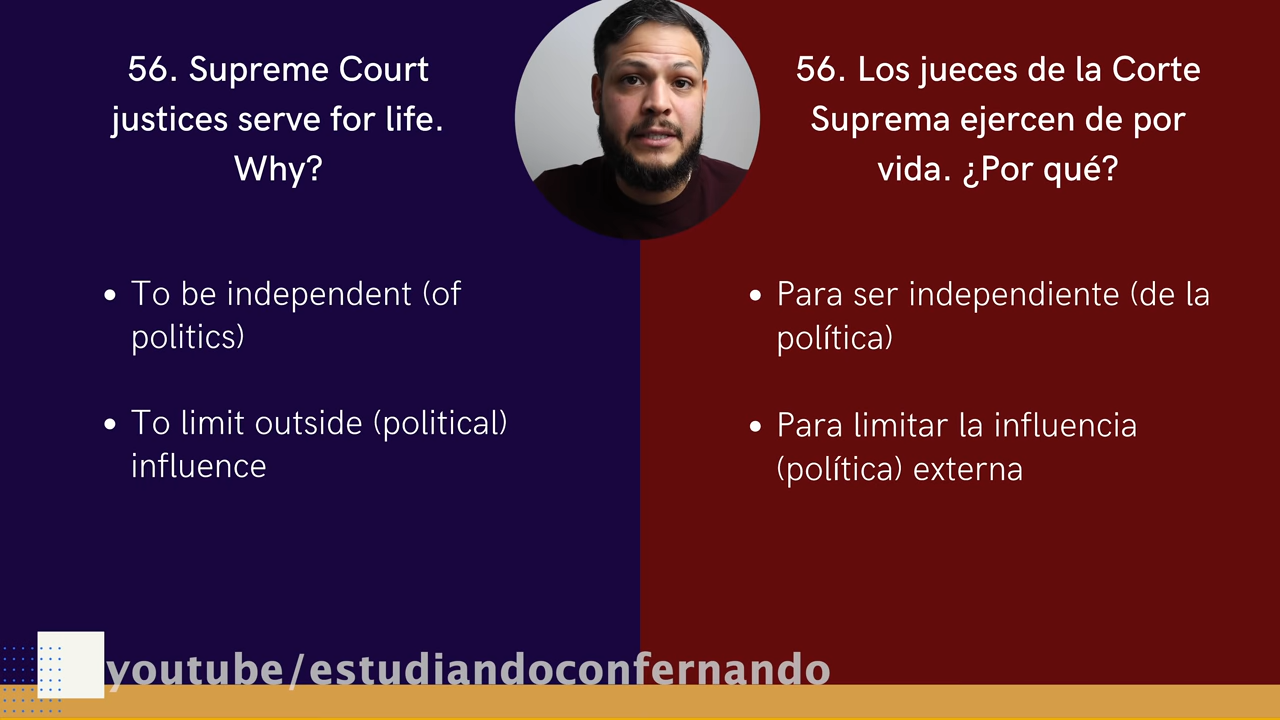 56. Supreme Court
justices serve for life.
Why?
To be independent (of
politics)
To limit outside (political)
influence
56. Los jueces de la Corte
Suprema ejercen de por
vida. ¿Por qué?
Para ser independiente (de la
política)
Para limitar la influencia
(política) externa
youtube/estudiandoconfernando